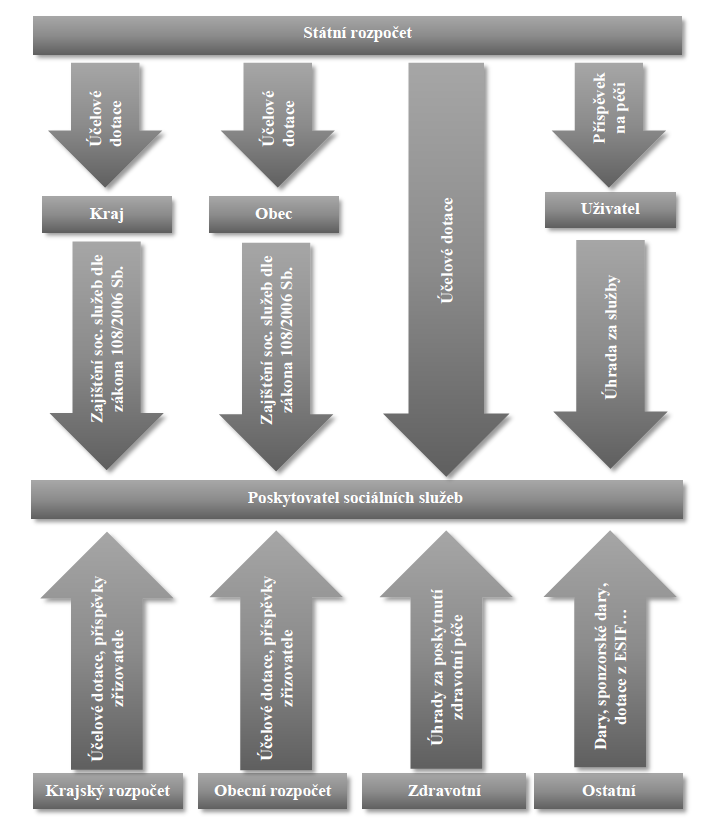 Státní rozpočet
Účelové
dotace
Účelové
dotace
Účelové dotace
Příspěvek
na péči
Kraj
Obec
Uživatel
Zajištění soc. služeb dle
zákona 108/2006 Sb.
Zajištění soc. služeb dle
zákona 108/2006 Sb.
Úhrada za služby
Poskytovatel sociálních služeb
Účelové dotace, příspěvky
zřizovatele
Účelové dotace, příspěvky
zřizovatele
Úhrady za poskytnutí
zdravotní péče
Dary, sponzorské dary,
dotace z ESIF…
Krajský rozpočet
Obecní rozpočet
Zdravotní
Ostatní